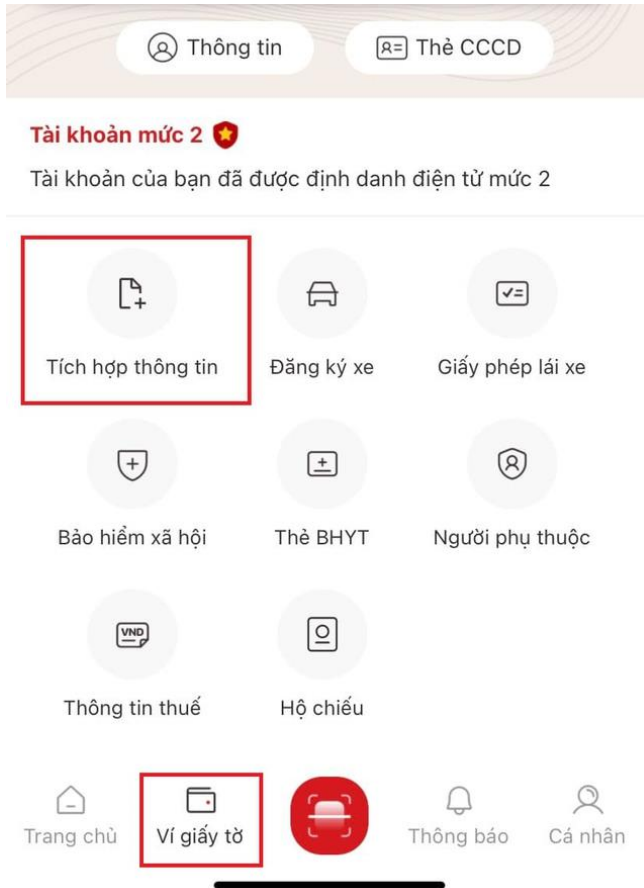 Thông tin
Thẻ CCCD
Tài khoản mức 2
Tài khoản của bạn đã được định danh điện tử mức 2
Tích hợp thông tin
Đăng ký xe
Giấy phép lái xe
Bảo hiểm xã hội
Thẻ BHYT
Người phụ thuộc
VND
Thông tin thuế
Hộ chiếu
Trang chủ
Ví giấy tờ
Thông báo
Cá nhân